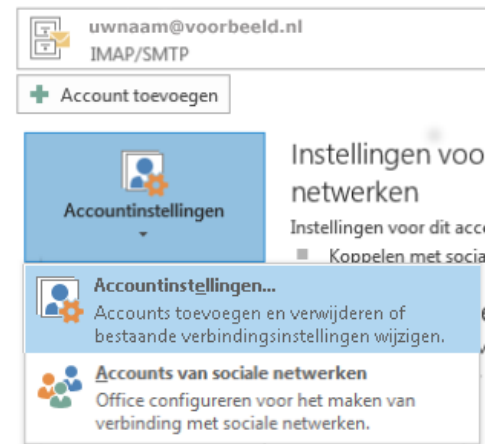 uwnaam@voorbeeld.nl
IMAP/SMTP
Account toevoegen
Instellingen voo
netwerken
Accountinstellingen
Instellingen voor dit acc
Koppelen met socia
Accountinstellingen...
Accounts toevoegen en verwijderen of
bestaande verbindingsinstellingen wijzigen.
Accounts van sociale netwerken
Office configureren voor het maken van
verbinding met sociale netwerken.